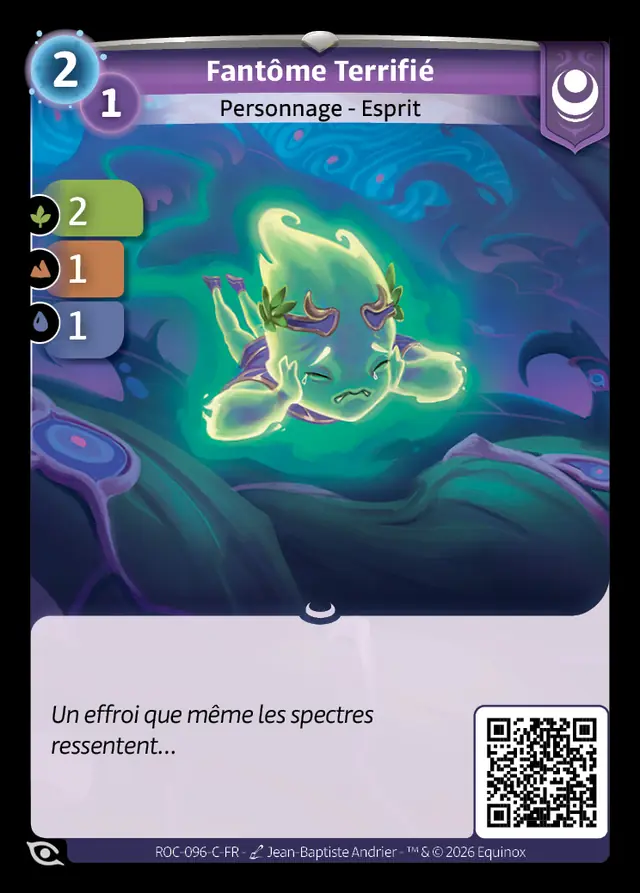 2
Fantôme Terrifié
1
Personnage - Esprit
2
1
1
Un effroi que même les spectres
ressentent...
ROC-096-C-FR - Jean-Baptiste Andrier - ™ & © 2026 Equinox